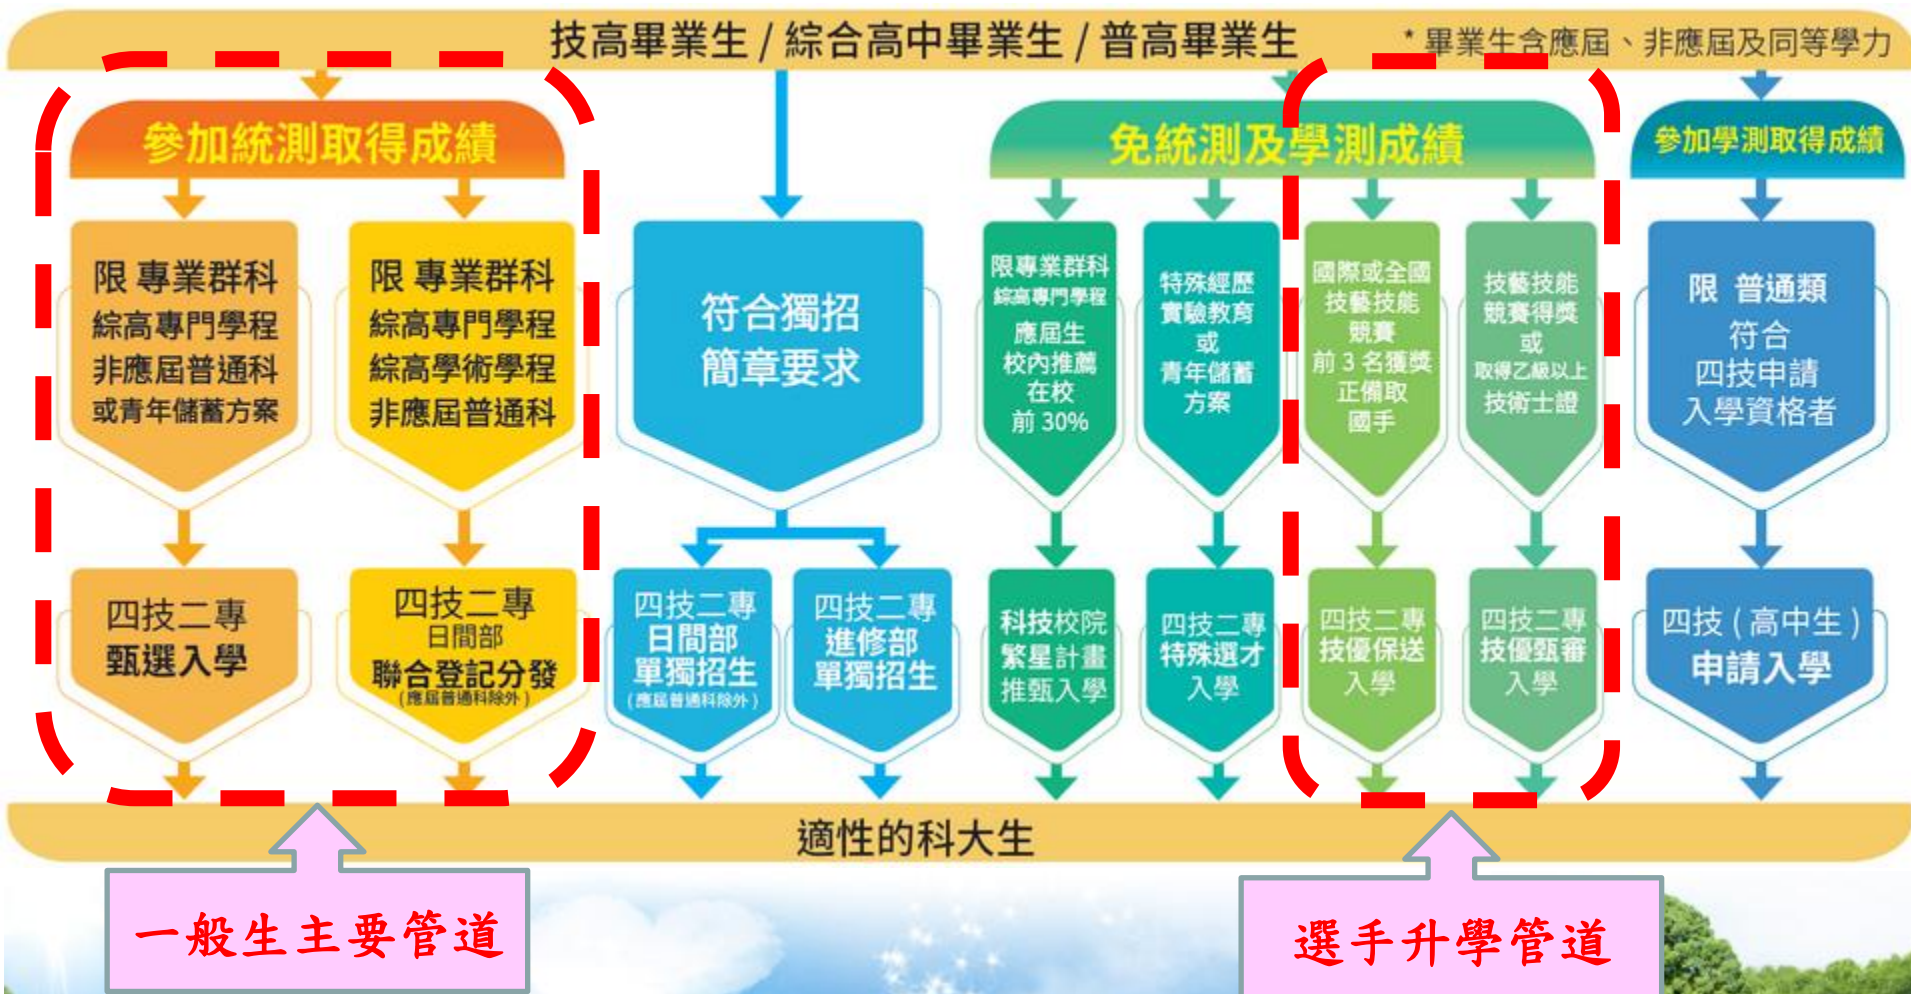 技高畢業生 / 綜合高中畢業生 / 普高畢業生
* 畢業生含應屆、非應屆及同等學力
參加統測取得成績
免統測及學測成績
參加學測取得成績
限 專業群科
綜高專門學程
非應屆普通科
或青年儲蓄方案
限 專業群科
綜高專門學程
綜高學術學程
非應屆普通科
符合獨招
簡章要求
限專業群科
綜高專門學程
應屆生
校內推薦
在校
前 30%
特殊經歷
實驗教育
或
青年儲蓄
方案
國際或全國
技藝技能
競賽
前 3 名獲獎
正備取
國手
技藝技能
競賽得獎
或
取得乙級以上
技術士證
限 普通類
符合
四技申請
入學資格者
四技二專
甄選入學
四技二專
日間部
聯合登記分發
(應屆普通科除外)
四技二專
日間部
單獨招生
(應屆普通科除外)
四技二專
進修部
單獨招生
科技校院
繁星計畫
推甄入學
四技二專
特殊選才
入學
四技二專
技優保送
入學
四技二專
技優甄審
入學
四技 ( 高中生 )
申請入學
適性的科大生
一般生主要管道
選手升學管道